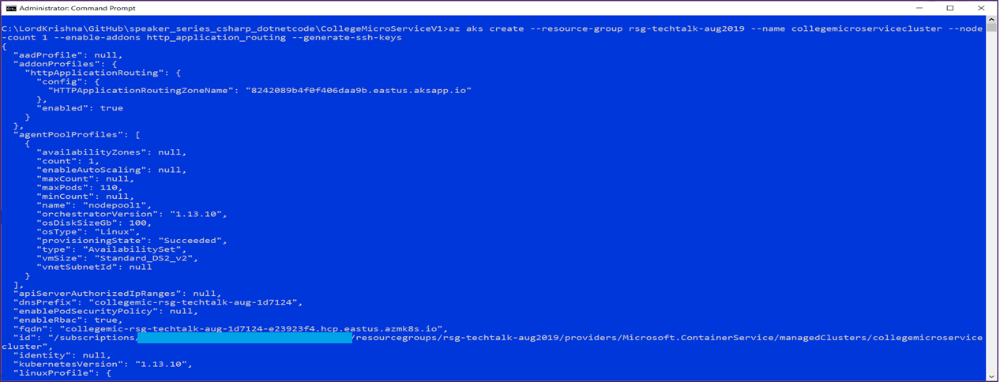 Administrator: Command Prompt
C:\LordKrishna\GitHub\speaker_series_csharp_dotnetcode\CollegeMicroServiceV1>az aks create --resource-group rsg-techtalk-aug2019 --name collegemicroservicecluster --node
-count 1 --enable-addons http_application_routing --generate-ssh-keys
{
  "aadProfile": null,
  "addonProfiles": {
    "httpApplicationRouting": {
      "config": {
        "HTTPApplicationRoutingZoneName": "8242089b4f0f406daa9b.eastus.aksapp.io"
      },
      "enabled": true
    }
  },
  "agentPoolProfiles": [
    {
      "availabilityZones": null,
      "count": 1,
      "enableAutoScaling": null,
      "maxCount": null,
      "maxPods": 110,
      "minCount": null,
      "name": "nodepool1",
      "orchestratorVersion": "1.13.10",
      "osDiskSizeGb": 100,
      "osType": "Linux",
      "provisioningState": "Succeeded",
      "type": "AvailabilitySet",
      "vmSize": "Standard_DS2_v2",
      "vnetSubnetId": null
    }
  ],
  "apiServerAuthorizedIpRanges": null,
  "dnsPrefix": "collegemic-rsg-techtalk-aug-1d7124",
  "enablePodSecurityPolicy": null,
  "enableRbac": true,
  "fqdn": "collegemic-rsg-techtalk-aug-1d7124-e23923f4.hcp.eastus.azmk8s.io",
  "id": "/subscriptions/ /resourcegroups/rsg-techtalk-aug2019/providers/Microsoft.ContainerService/managedClusters/collegemicroservice
cluster",
  "identity": null,
  "kubernetesVersion": "1.13.10",
  "linuxProfile": {